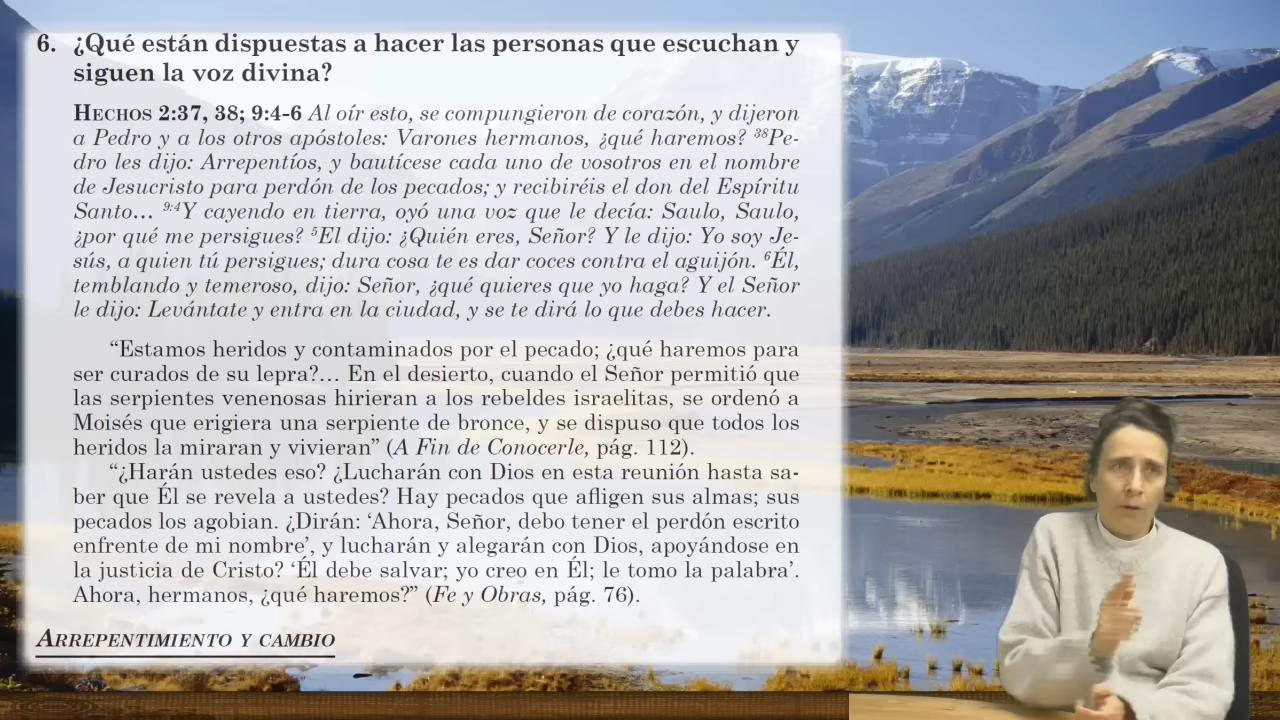 6. ¿Qué están dispuestas a hacer las personas que escuchan y
siguen la voz divina?
HECHOS 2:37, 38; 9:4-6 Al oír esto, se compungieron de corazón, y dijeron
a Pedro y a los otros apóstoles: Varones hermanos, ¿qué haremos? ³⁸Pe-
dro les dijo: Arrepentíos, y bautícese cada uno de vosotros en el nombre
de Jesucristo para perdón de los pecados; y recibiréis el don del Espíritu
Santo... ⁹:⁴Y cayendo en tierra, oyó una voz que le decía: Saulo, Saulo,
¿por qué me persigues? ⁵El dijo: ¿Quién eres, Señor? Y le dijo: Yo soy Je-
sús, a quien tú persigues; dura cosa te es dar coces contra el aguijón. ⁶Él,
temblando y temeroso, dijo: Señor, ¿qué quieres que yo haga? Y el Señor
le dijo: Levántate y entra en la ciudad, y se te dirá lo que debes hacer.
“Estamos heridos y contaminados por el pecado; ¿qué haremos para
ser curados de su lepra?... En el desierto, cuando el Señor permitió que
las serpientes venenosas hirieran a los rebeldes israelitas, se ordenó a
Moisés que erigiera una serpiente de bronce, y se dispuso que todos los
heridos la miraran y vivieran” (A Fin de Conocerle, pág. 112).
“¿Harán ustedes eso? ¿Lucharán con Dios en esta reunión hasta sa-
ber que Él se revela a ustedes? Hay pecados que afligen sus almas; sus
pecados los agobian. ¿Dirán: ‘Ahora, Señor, debo tener el perdón escrito
enfrente de mi nombre’, y lucharán y alegarán con Dios, apoyándose en
la justicia de Cristo? ‘Él debe salvar; yo creo en Él; le tomo la palabra’.
Ahora, hermanos, ¿qué haremos?” (Fe y Obras, pág. 76).
ARREPENTIMIENTO Y CAMBIO